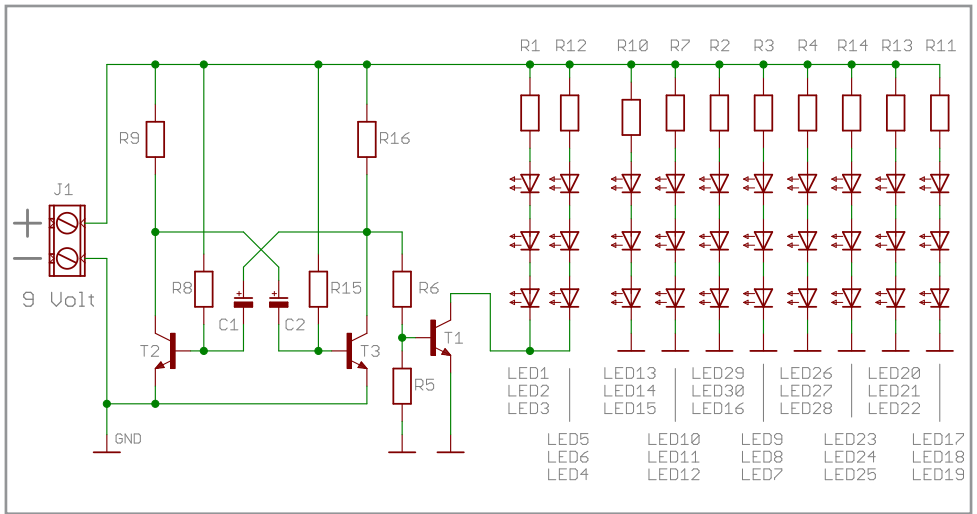 R1 R12 R10 R7 R2 R3 R4 R14 R13 R11
R9
R16
J1
+
−
9 Volt
R8
C1
+
+
C2
R15
R6
T2
T3
T1
R5
GND
LED1
LED2
LED3
LED5
LED6
LED4
LED13
LED14
LED15
LED10
LED11
LED12
LED29
LED30
LED16
LED9
LED8
LED7
LED26
LED27
LED28
LED23
LED24
LED25
LED20
LED21
LED22
LED17
LED18
LED19